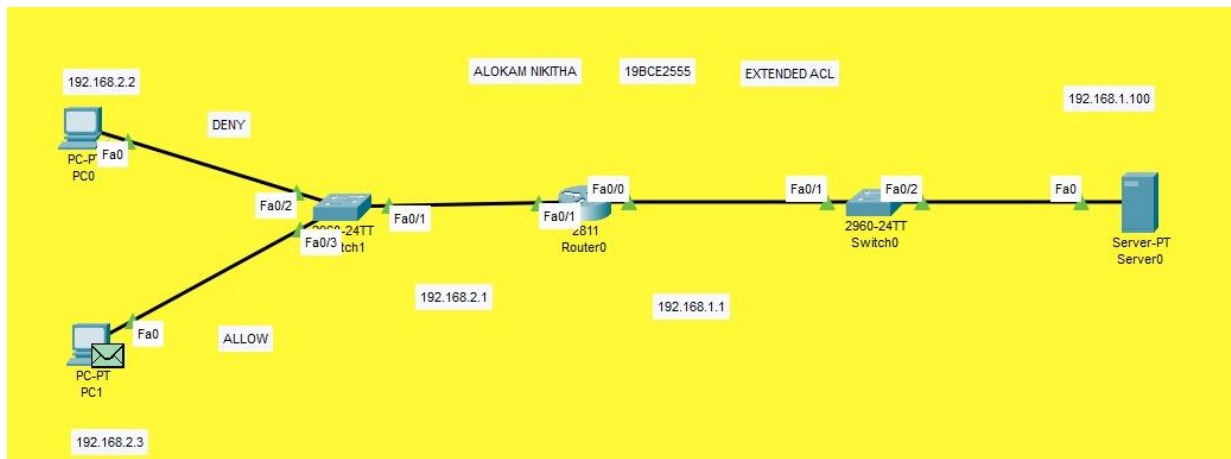 ALOKAM NIKITHA 19BCE2555 EXTENDED ACL
192.168.2.2
192.168.1.100
DENY
Fa0
PC0
Fa0/2
Fa0/1
Fa0/3
Fa0/1
Fa0/0
2811
Router0
Fa0/1
Fa0/2
2960-24TT
Switch0
Fa0
Server-PT
Server0
192.168.2.1
192.168.1.1
Fa0
ALLOW
PC-PT
PC1
192.168.2.3